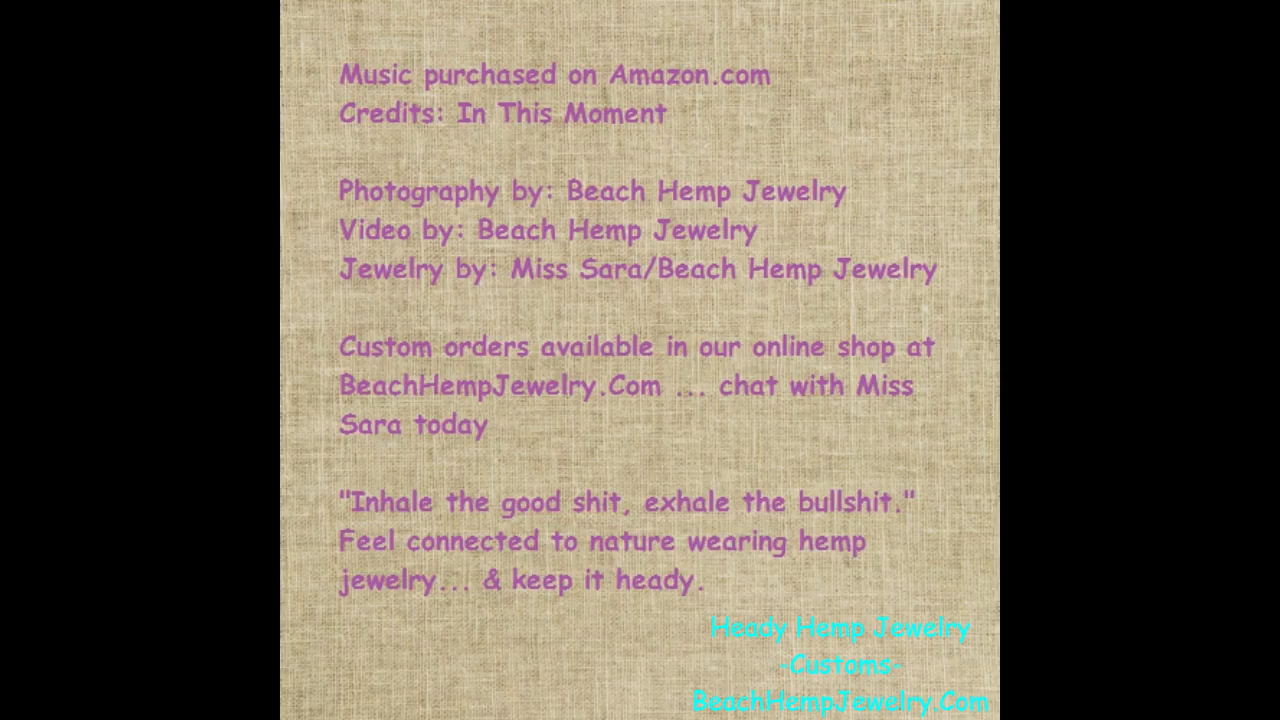 Music purchased on Amazon.com
Credits: In This Moment
Photography by: Beach Hemp Jewelry
Video by: Beach Hemp Jewelry
Jewelry by: Miss Sara/Beach Hemp Jewelry
Custom orders available in our online shop at
BeachHempJewelry.Com ... chat with Miss
Sara today
"Inhale the good shit, exhale the bullshit."
Feel connected to nature wearing hemp
jewelry... & keep it heady.
Heady Hemp Jewelry
-Customs-
BeachHempJewelry.Com